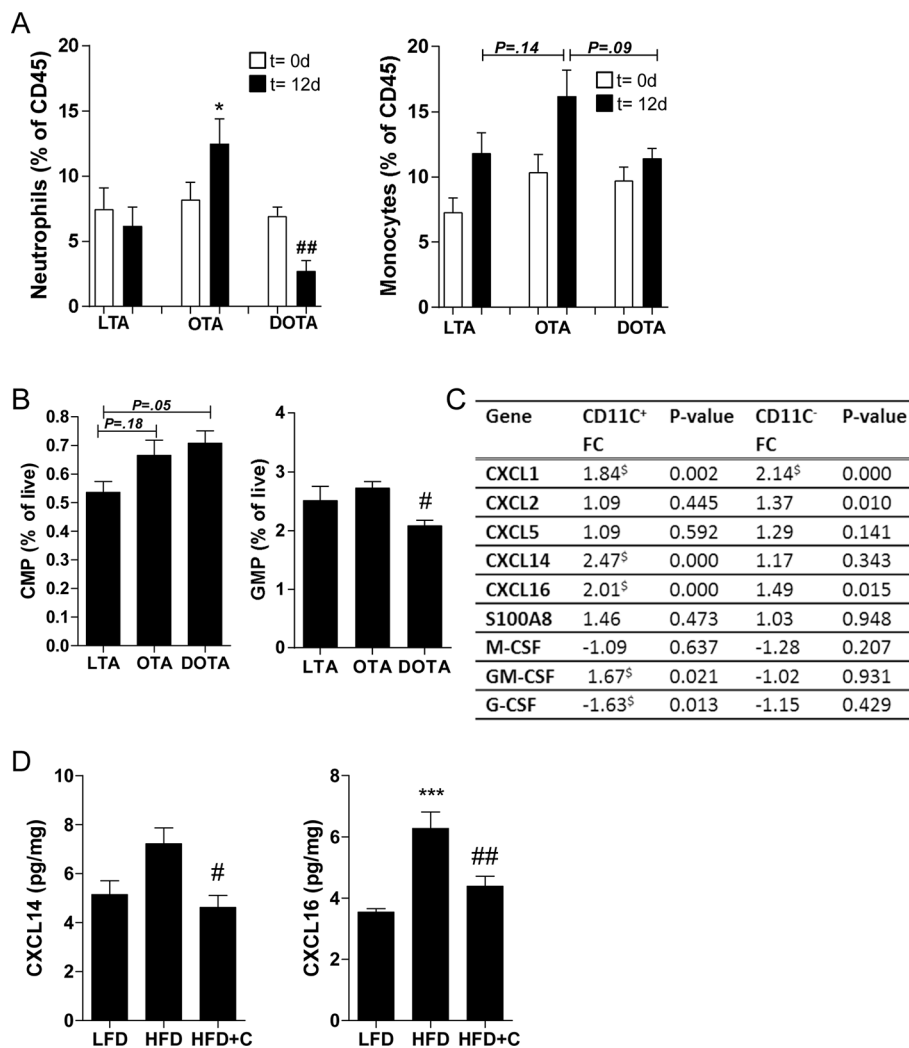 A
Neutrophils (% of CD45)
20
15
10
5
0
t= 0d
t= 12d
*
##
LTA OTA DOTA
Monocytes (% of CD45)
20
15
10
5
0
P=.14 P=.09
t= 0d
t= 12d
LTA OTA DOTA
B
CMP (% of live)
0.8
0.7
0.6
0.5
0.4
0.3
0.2
0.1
0.0
P=.05
P=.18
LTA OTA DOTA
GMP (% of live)
4
3
2
1
0
#
LTA OTA DOTA
C
Gene CD11C⁺ FC P-value CD11C⁻ FC P-value
CXCL1 1.84$ 0.002 2.14$ 0.000
CXCL2 1.09 0.445 1.37 0.010
CXCL5 1.09 0.592 1.29 0.141
CXCL14 2.47$ 0.000 1.17 0.343
CXCL16 2.01$ 0.000 1.49 0.015
S100A8 1.46 0.473 1.03 0.948
M-CSF -1.09 0.637 -1.28 0.207
GM-CSF 1.67$ 0.021 -1.02 0.931
G-CSF -1.63$ 0.013 -1.15 0.429
D
CXCL14 (pg/mg)
10
8
6
4
2
0
#
LFD HFD HFD+C
CXCL16 (pg/mg)
8
6
4
2
0
***
##
LFD HFD HFD+C